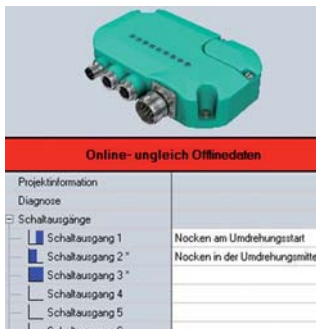 Online- ungleich Offlinedaten
Projektinformation
Diagnose
Schaltausgänge
Schaltausgang 1 Nocken am Umdrehungsstart
Schaltausgang 2 * Nocken in der Umdrehungsmitte
Schaltausgang 3 *
Schaltausgang 4
Schaltausgang 5